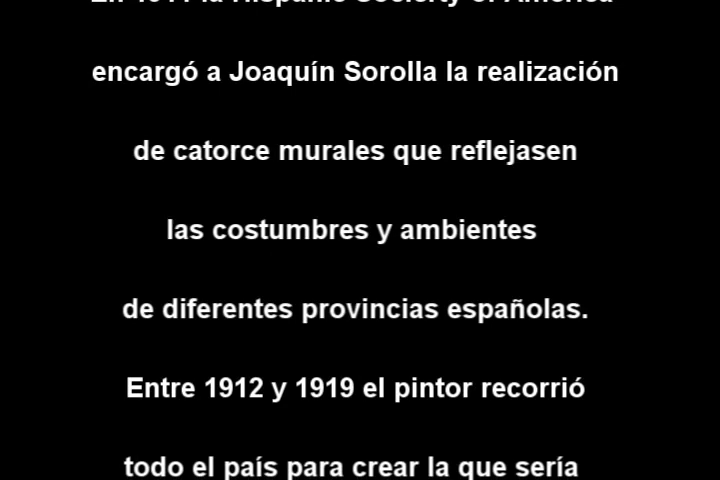 encargó a Joaquín Sorolla la realización
de catorce murales que reflejasen
las costumbres y ambientes
de diferentes provincias españolas.
Entre 1912 y 1919 el pintor recorrió
todo el país para crear la que sería